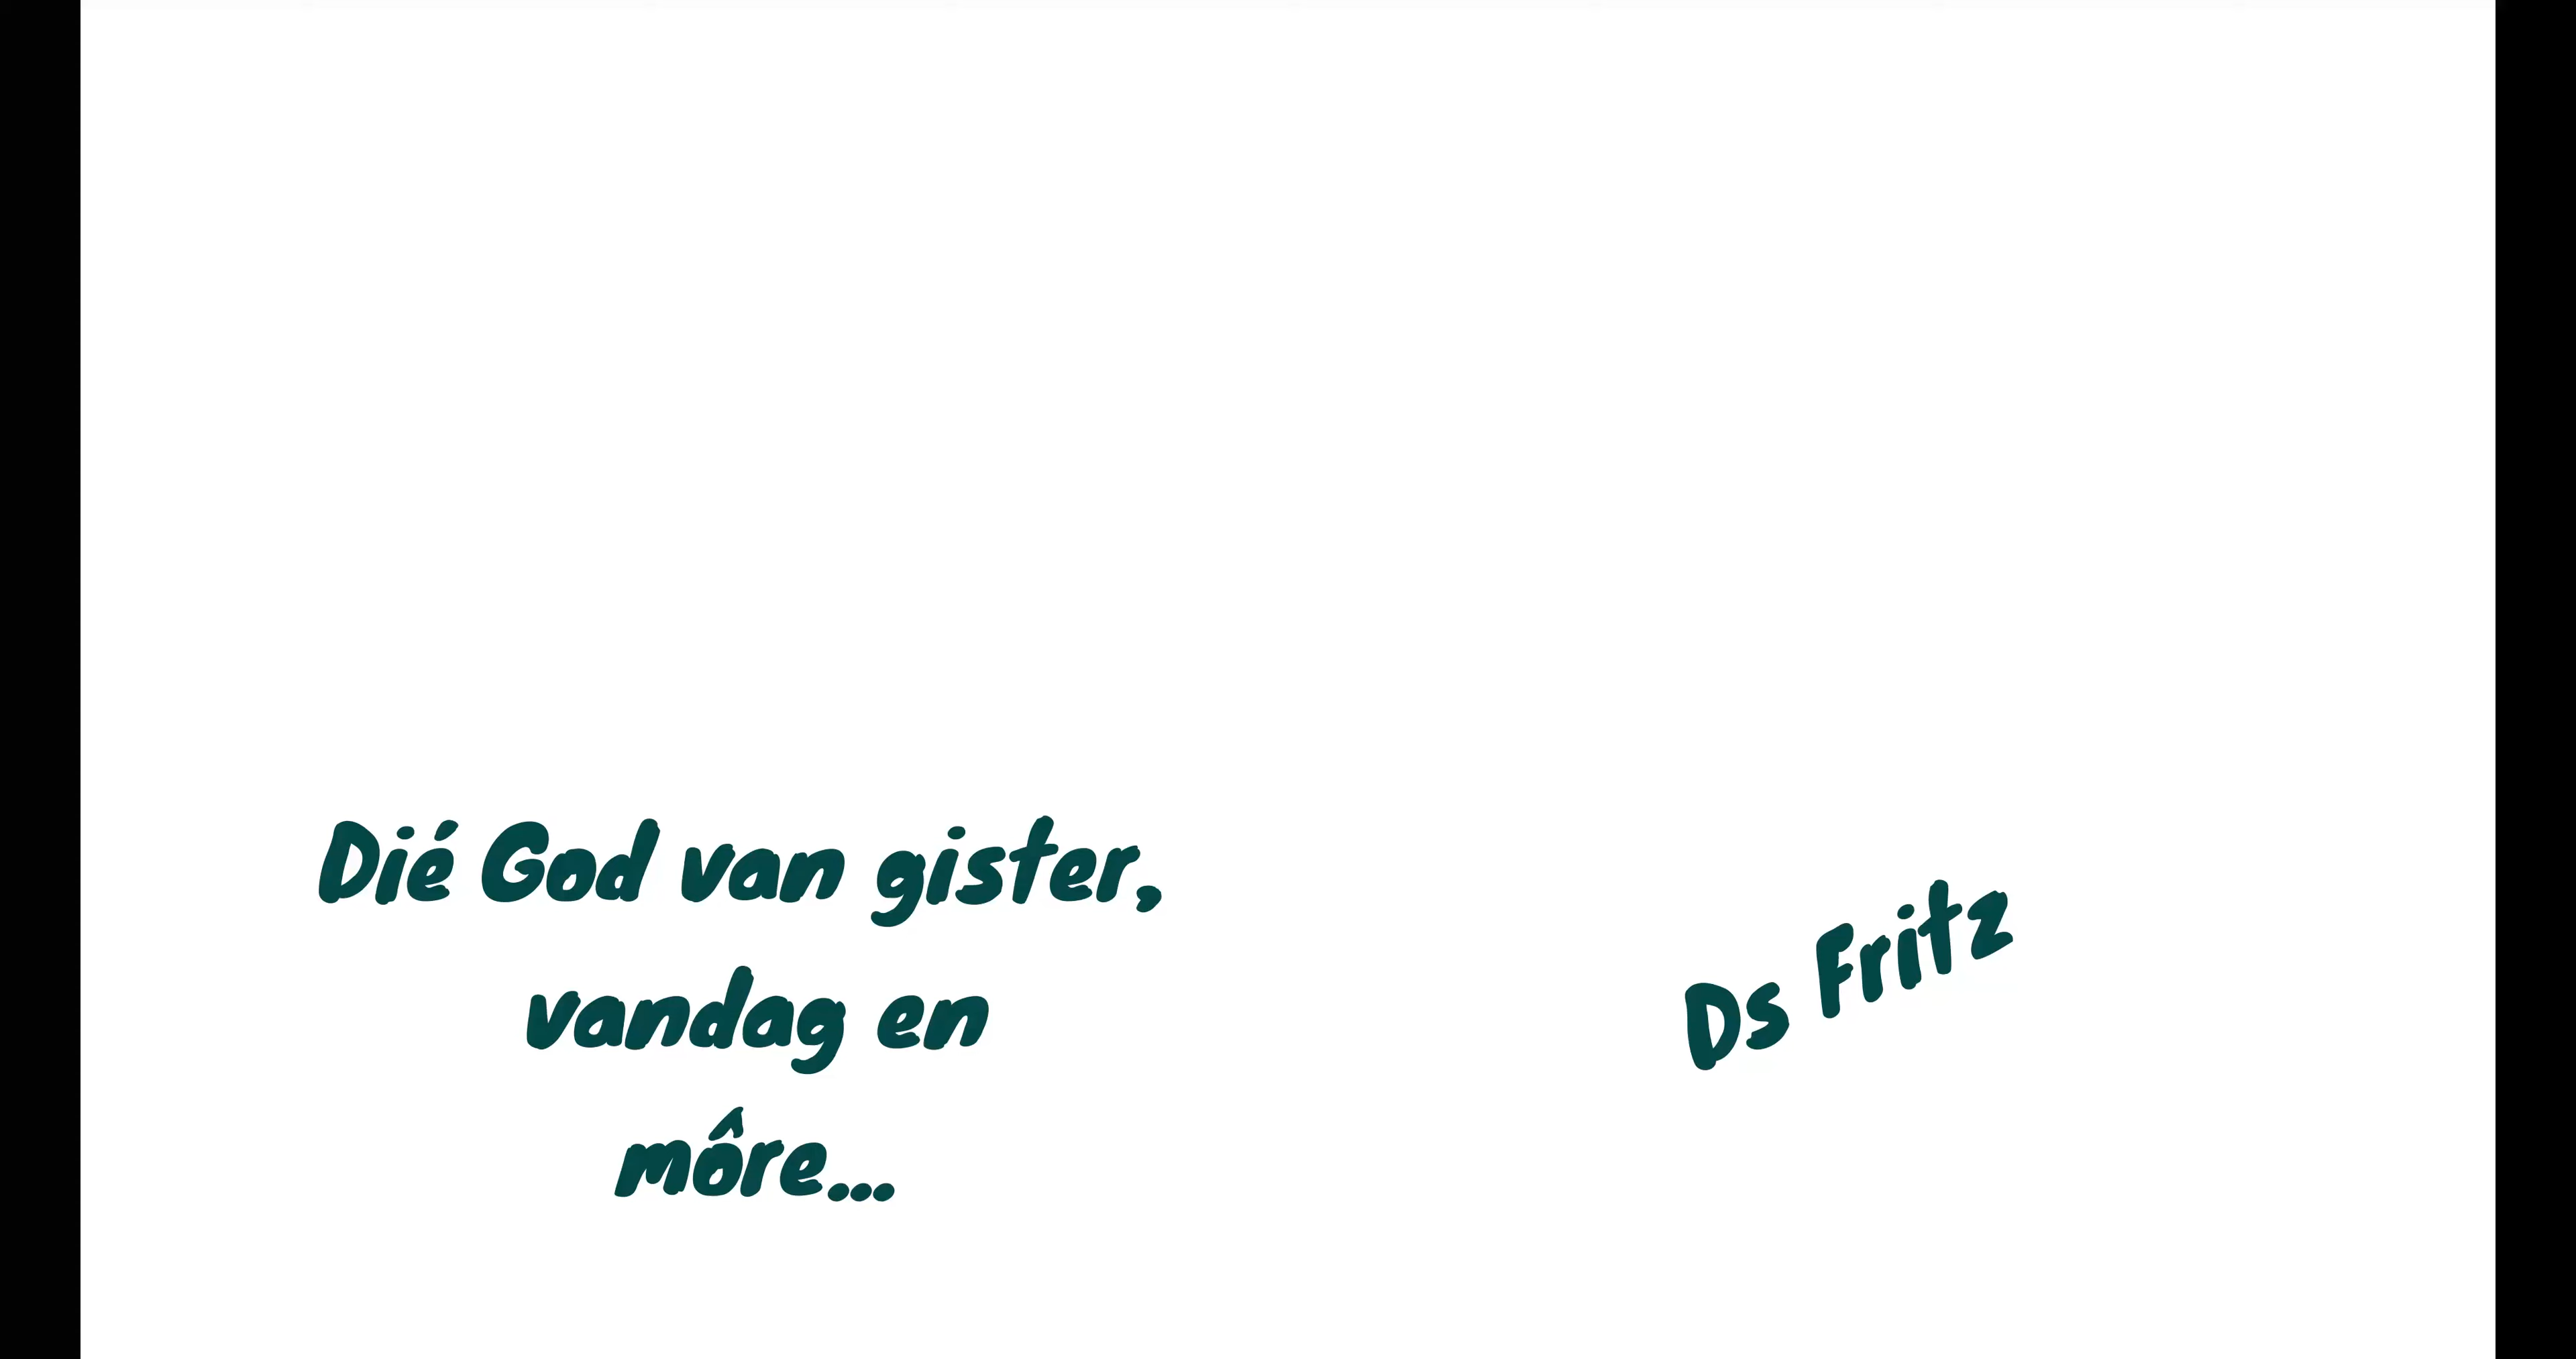 Dié God van gister,
vandag en
môre...
Ds Fritz